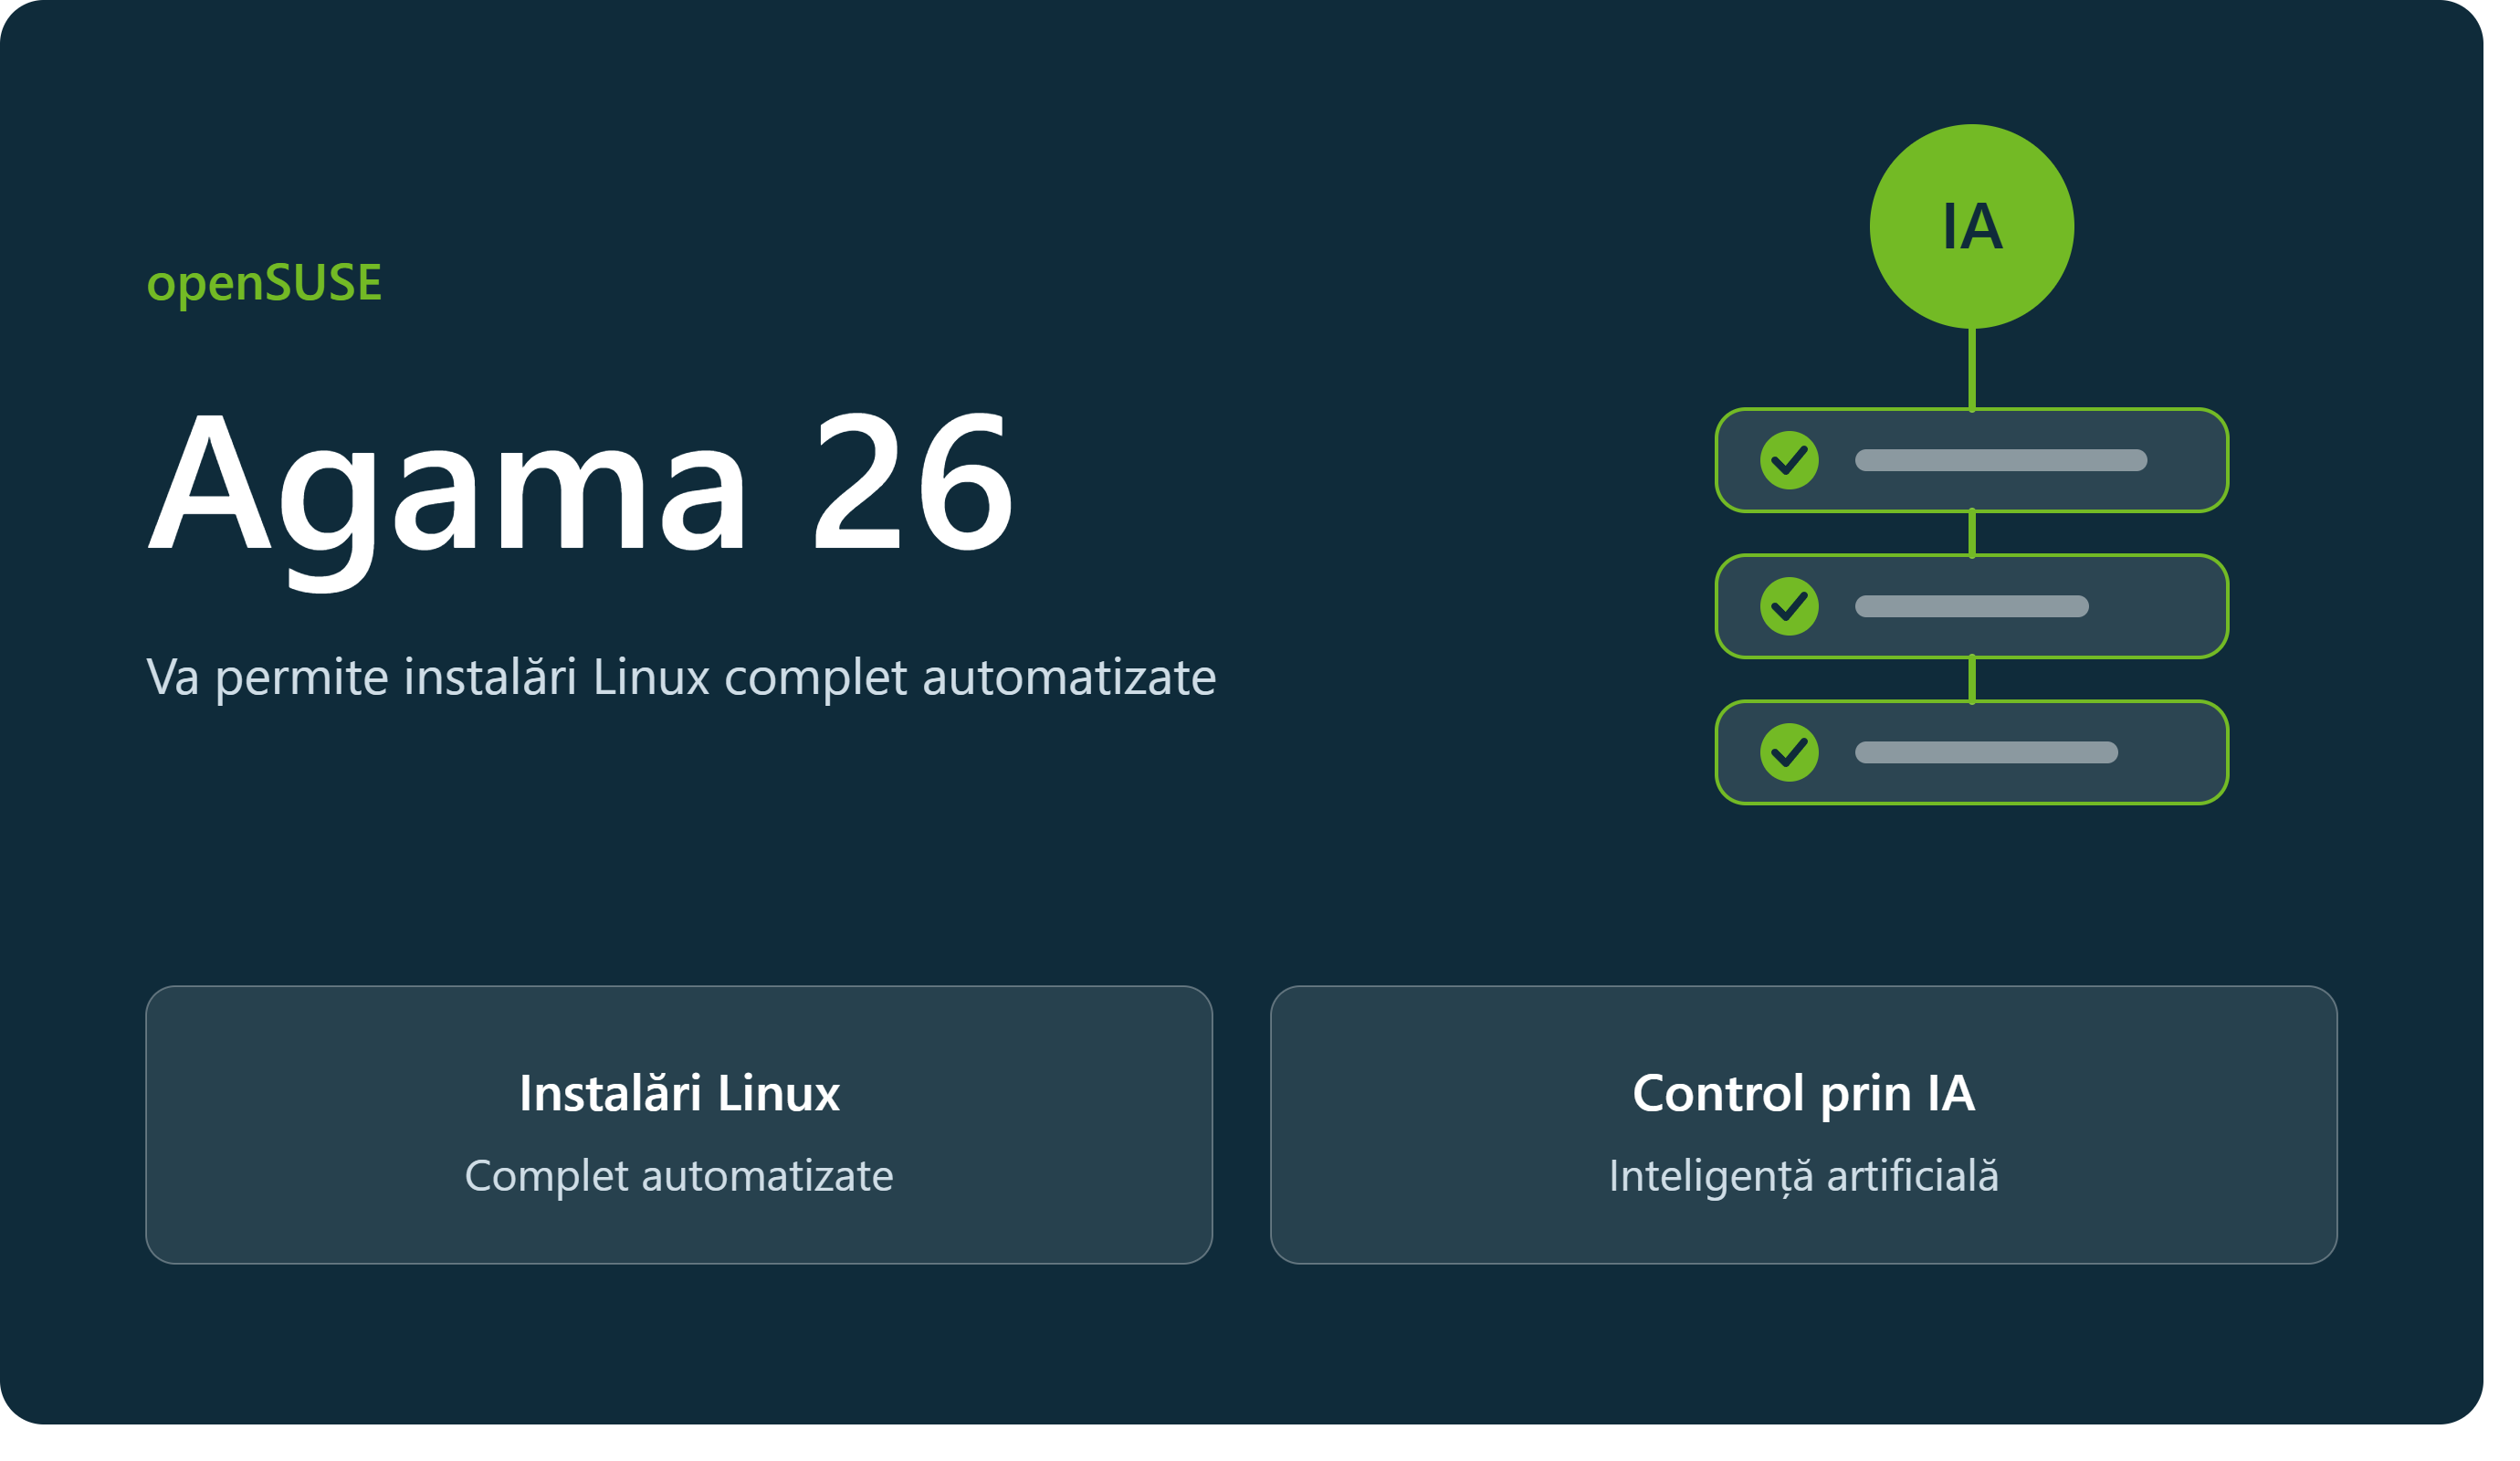 openSUSE
Agama 26
Va permite instalări Linux complet automatizate
IA
Instalări Linux
Complet automatizate
Control prin IA
Inteligență artificială